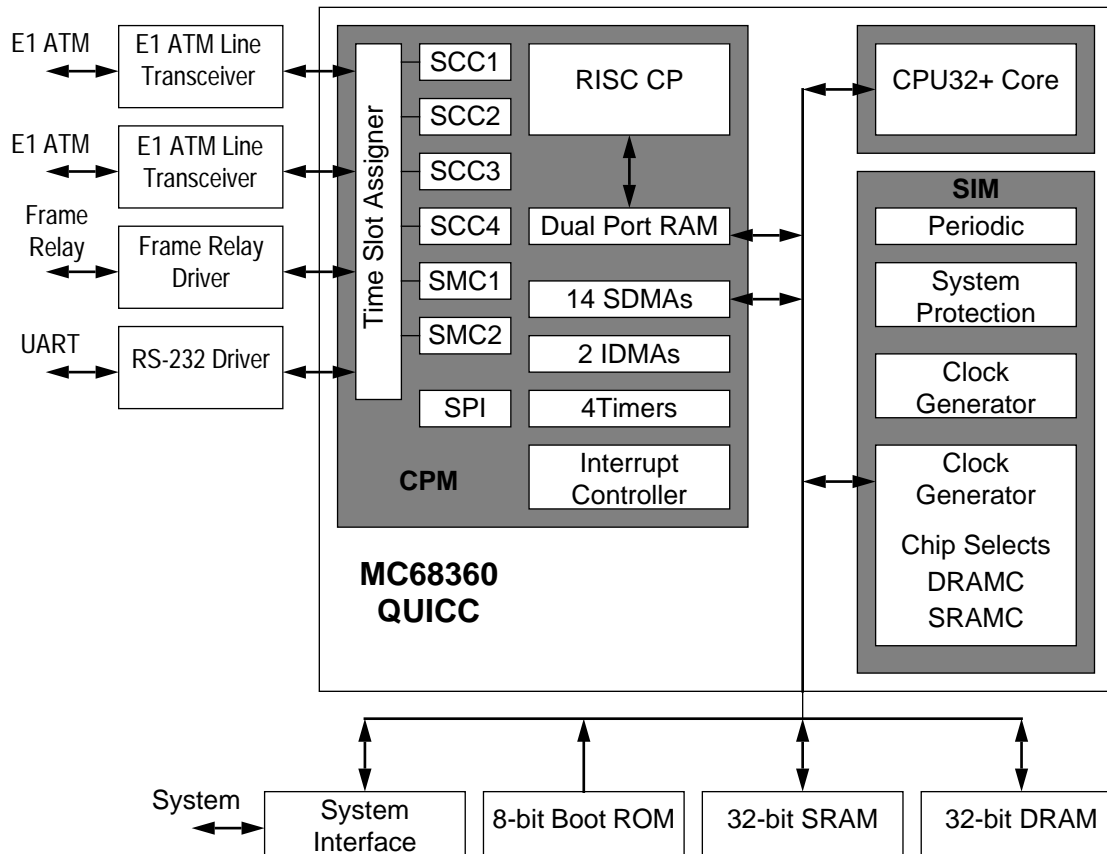 E1 ATM
E1 ATM Line
Transceiver
E1 ATM
E1 ATM Line
Transceiver
Frame
Relay
Frame Relay
Driver
UART
RS-232 Driver
Time Slot Assigner
SCC1
SCC2
SCC3
SCC4
SMC1
SMC2
SPI
CPM
RISC CP
Dual Port RAM
14 SDMAs
2 IDMAs
4Timers
Interrupt
Controller
MC68360
QUICC
CPU32+ Core
SIM
Periodic
System
Protection
Clock
Generator
Clock
Generator
Chip Selects
DRAMC
SRAMC
System
System
Interface
8-bit Boot ROM
32-bit SRAM
32-bit DRAM